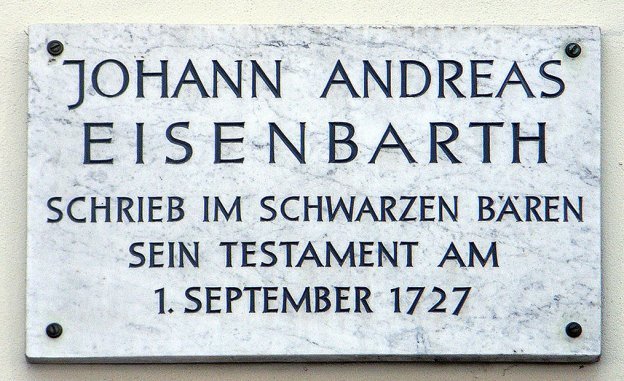 JOHANN ANDREAS
EISENBARTH
SCHRIEB IM SCHWARZEN BÄREN
SEIN TESTAMENT AM
1. SEPTEMBER 1727